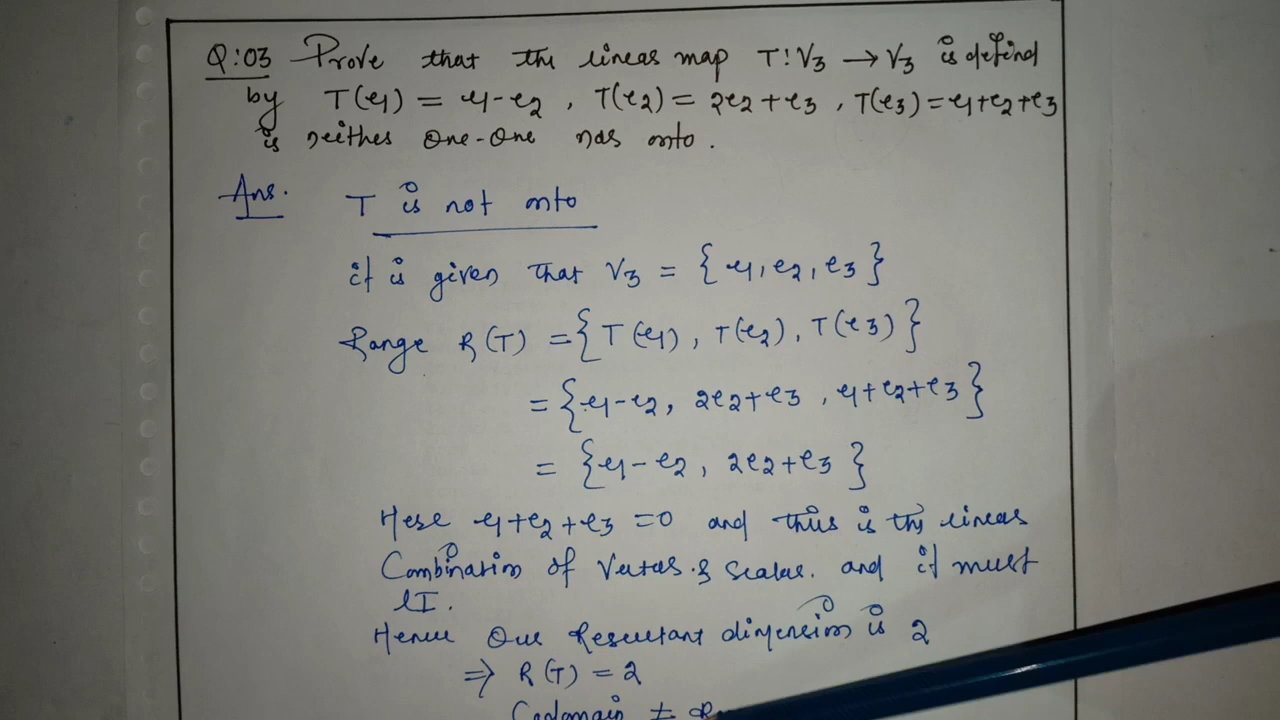 Q:03 Prove that the linear map T: V3 → V3 is defind
by T(e1) = e1-e2 , T(e2) = 2e2+e3 , T(e3) = e1+e2+e3
is neither one-one nor onto.
Ans. T is not onto
it is given that V3 = {e1, e2, e3}
Range R(T) = {T(e1), T(e2), T(e3)}
= {e1-e2, 2e2+e3, e1+e2+e3}
= {e1-e2, 2e2+e3}
Here e1+e2+e3 =0 and this is the linear
Combination of Vectors & Scalar. and it must
LI.
Hence Our Resultant dimension is 2
⇒ R(T) = 2
Codomain ≠